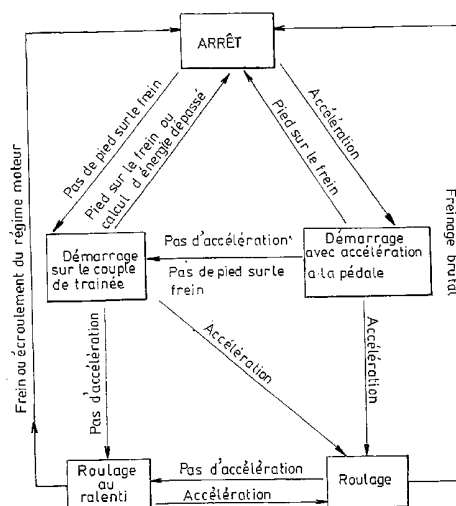 ARRÊT
Pas de pied sur le frein
Pied sur le frein ou
calcul d'énergie dépassé
Pied sur le frein
Accélération
Frein ou écroulement du régime moteur
Freinage brutal
Démarrage
sur le couple
de trainée
Pas d'accélération
Pas de pied sur le
frein
Démarrage
avec accélération
a la pédale
Pas d'accélération
Accélération
Accélération
Roulage
au
ralenti
Pas d'accélération
Accélération
Roulage